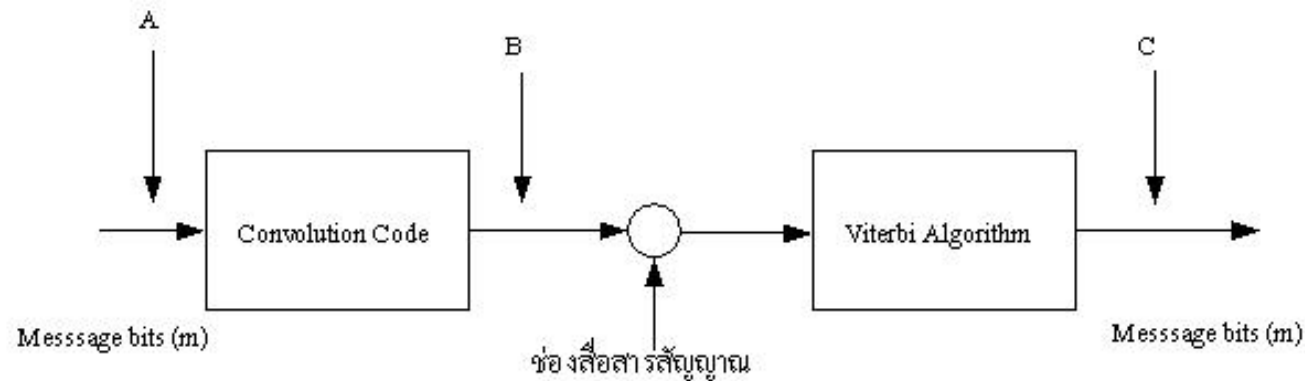 A
B
C
Convolution Code
Viterbi Algorithm
Messsage bits (m)
Messsage bits (m)
ช่องสื่อสารสัญญาณ